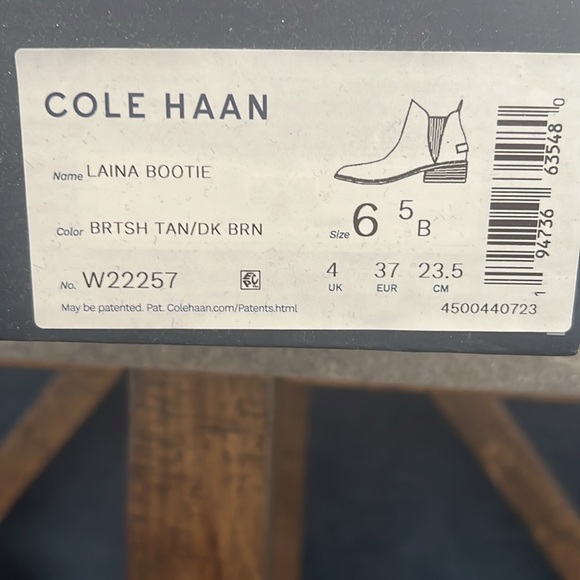 COLE HAAN
Name LAINA BOOTIE
Color BRTSH TAN/DK BRN
Size 6 5 B
No. W22257
4 37 23.5
UK EUR CM
May be patented. Pat. Colehaan.com/Patents.html
4500440723
1 94736 63548 0